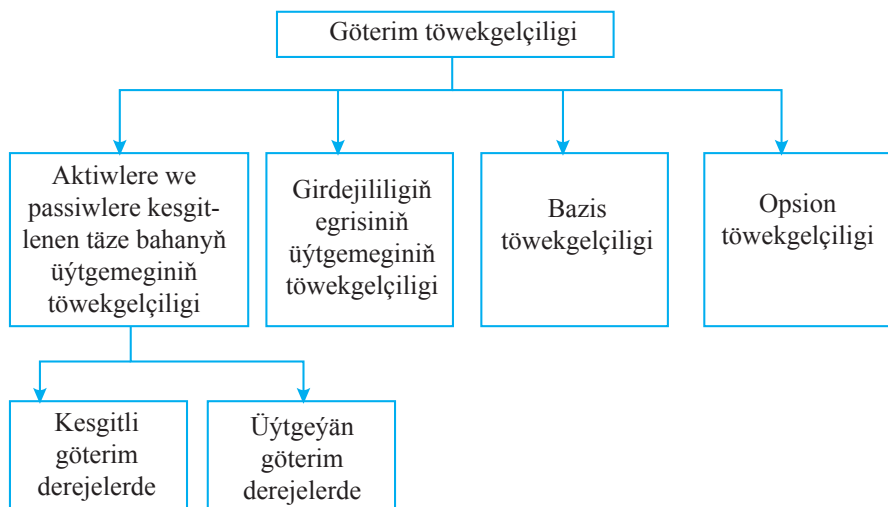 Göterim töwekgelçiligi
Aktiwlere we
passiwlere kesgit-
lenen täze bahanyň
üýtgemeginiň
töwekgelçiligi
Girdejililigiň
egrisiniň
üýtgemeginiň
töwekgelçiligi
Bazis
töwekgelçiligi
Opsion
töwekgelçiligi
Kesgitli
göterim
derejelerde
Üýtgeýän
göterim
derejelerde